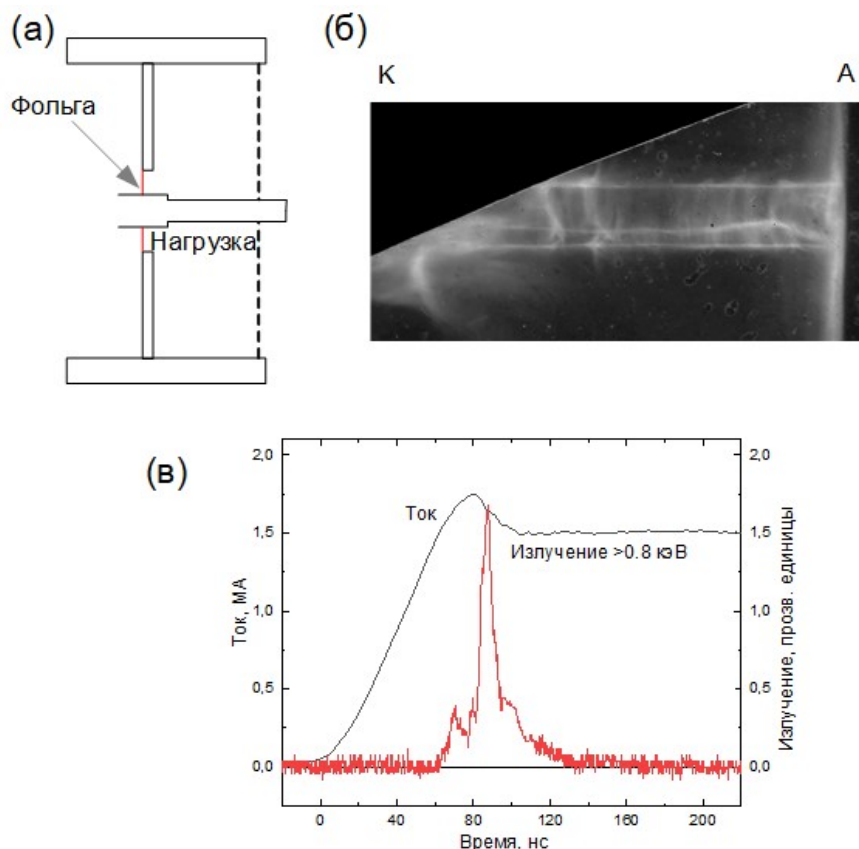 (а)
Фольга
Нагрузка
(б)
К
А
(в)
Ток, МА
2,0
1,5
1,0
0,5
0,0
Ток
Излучение >0.8 кэВ
2,0
1,5
1,0
0,5
0,0
Излучение, прозв. единицы
0
40
80
120
160
200
Время, нс